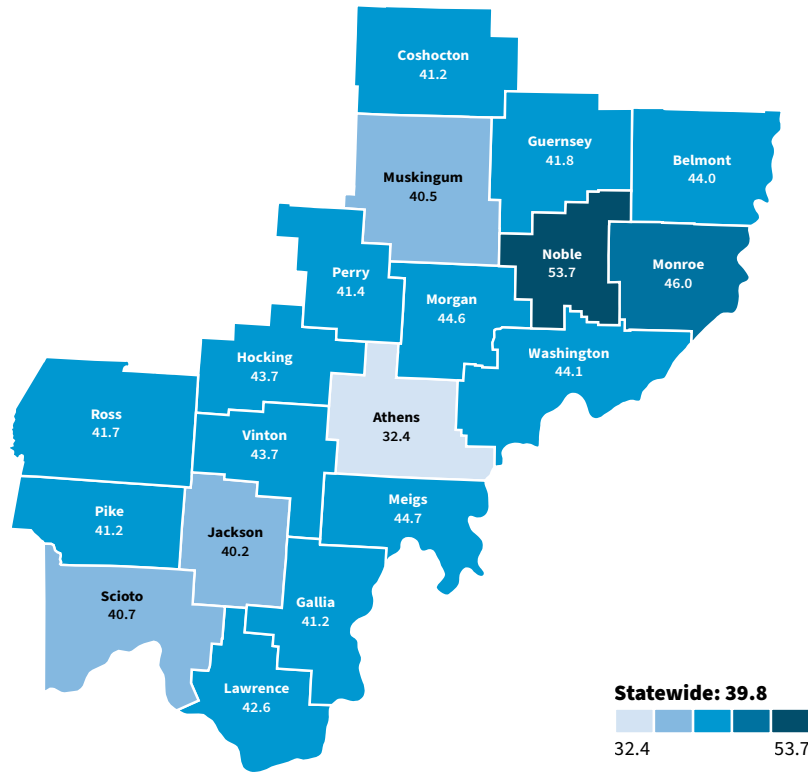 Coshocton
41.2
Guernsey
41.8
Belmont
44.0
Muskingum
40.5
Noble
53.7
Monroe
46.0
Perry
41.4
Morgan
44.6
Washington
44.1
Hocking
43.7
Ross
41.7
Athens
32.4
Vinton
43.7
Meigs
44.7
Pike
41.2
Jackson
40.2
Scioto
40.7
Gallia
41.2
Lawrence
42.6
Statewide: 39.8
32.4 53.7